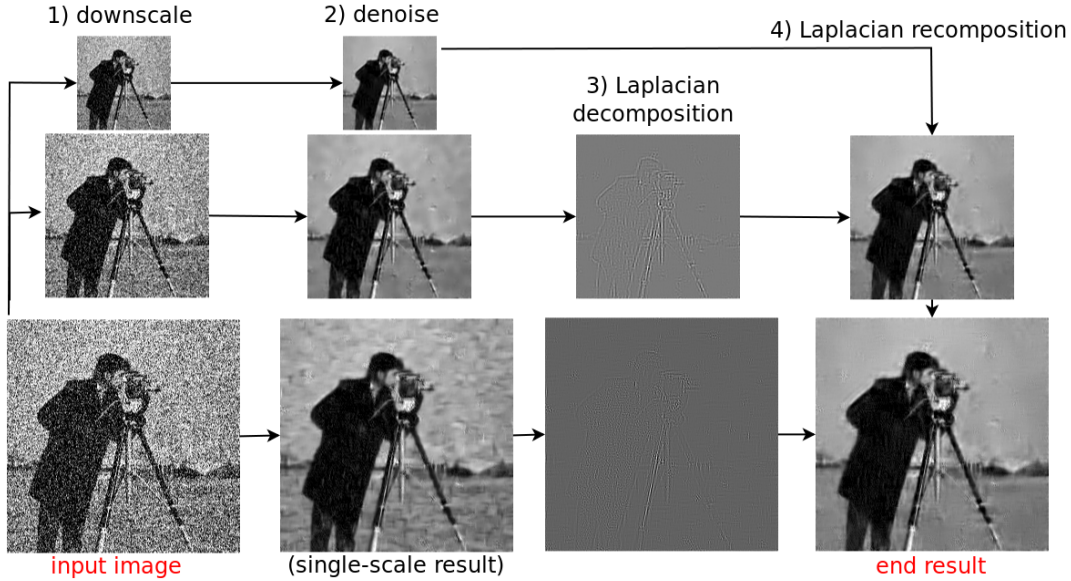 1) downscale
2) denoise
4) Laplacian recomposition
3) Laplacian
decomposition
input image
(single-scale result)
end result